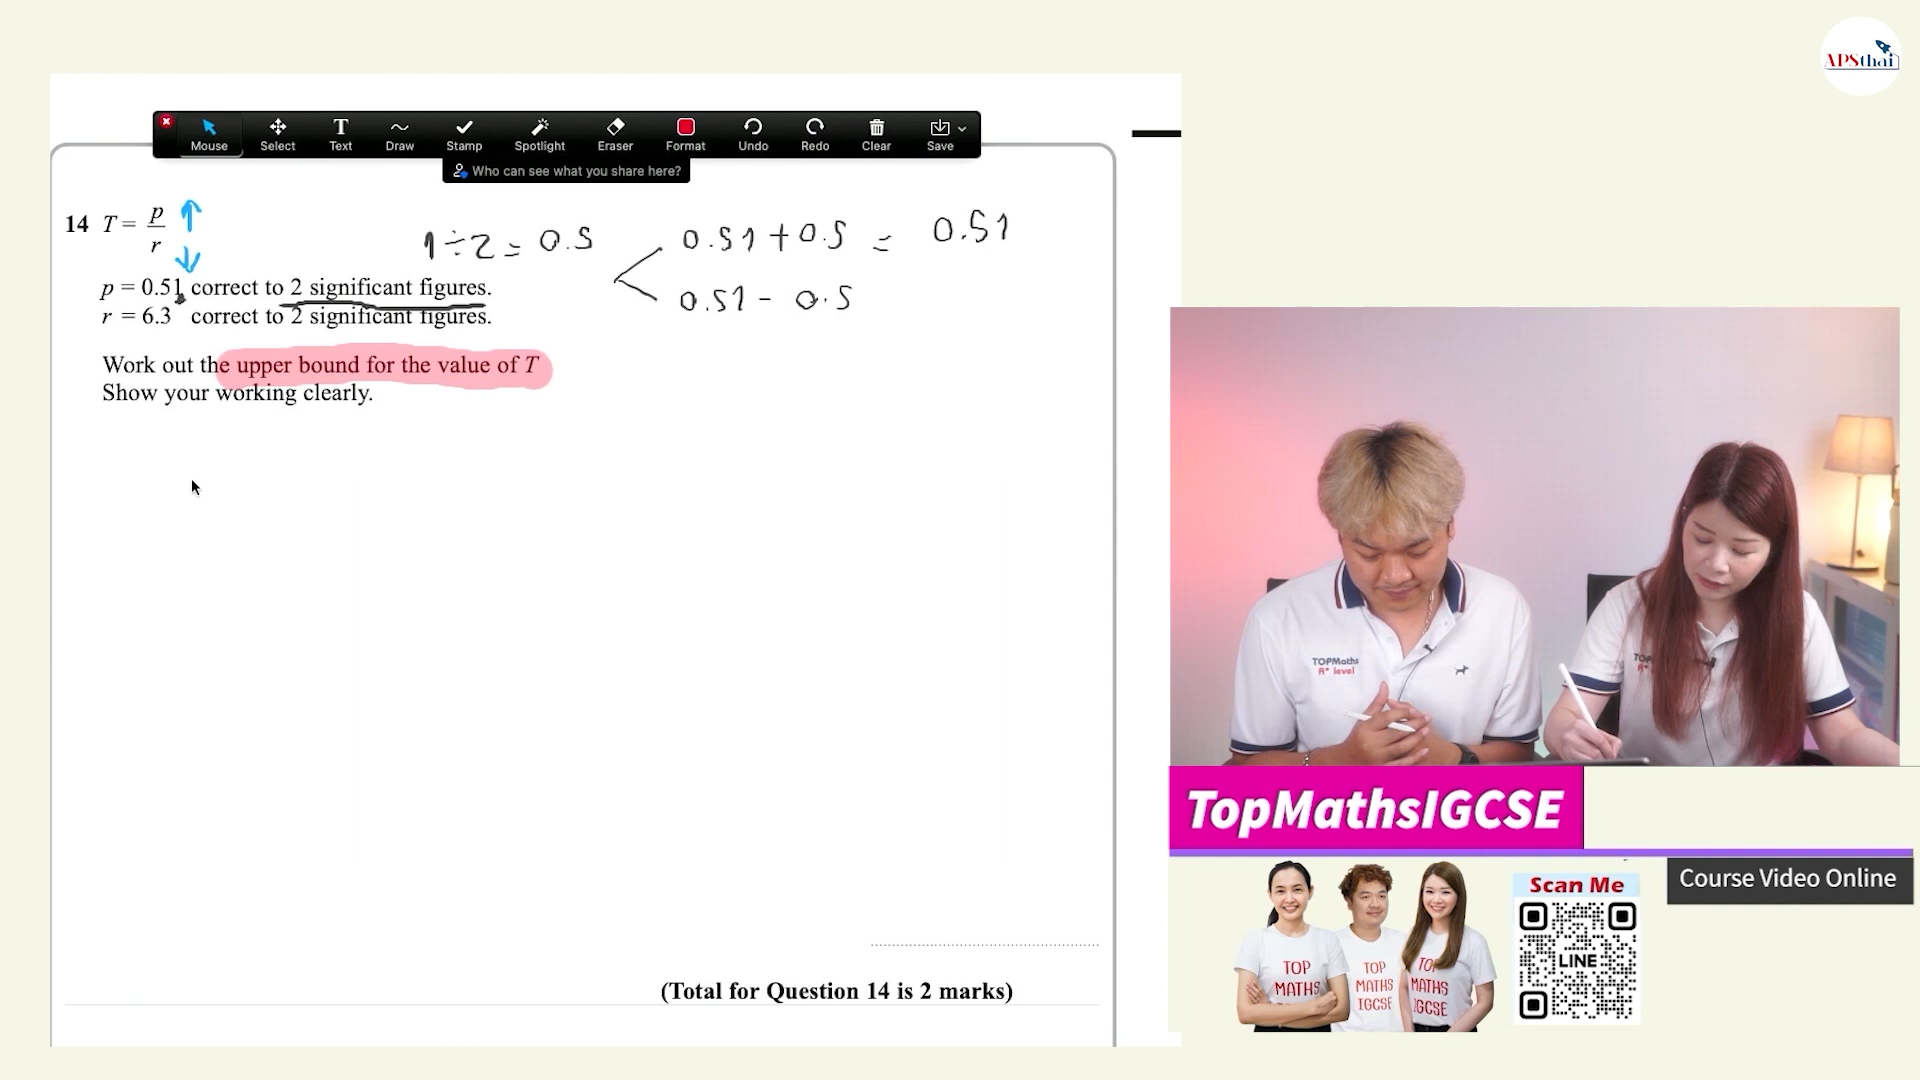 APSthai
Mouse Select Text Draw Stamp Spotlight Eraser Format Undo Redo Clear Save
Who can see what you share here?
14 T = p/r
p = 0.51 correct to 2 significant figures.
r = 6.3 correct to 2 significant figures.
1÷2 = 0.5
0.51 + 0.5 = 0.51
0.51 - 0.5
Work out the upper bound for the value of T
Show your working clearly.
(Total for Question 14 is 2 marks)
TOPMaths
A* level
TopMathsIGCSE
Course Video Online
TOP
MATHS
TOP
MATHS
IGCSE
MATHS
IGCSE
Scan Me
LINE